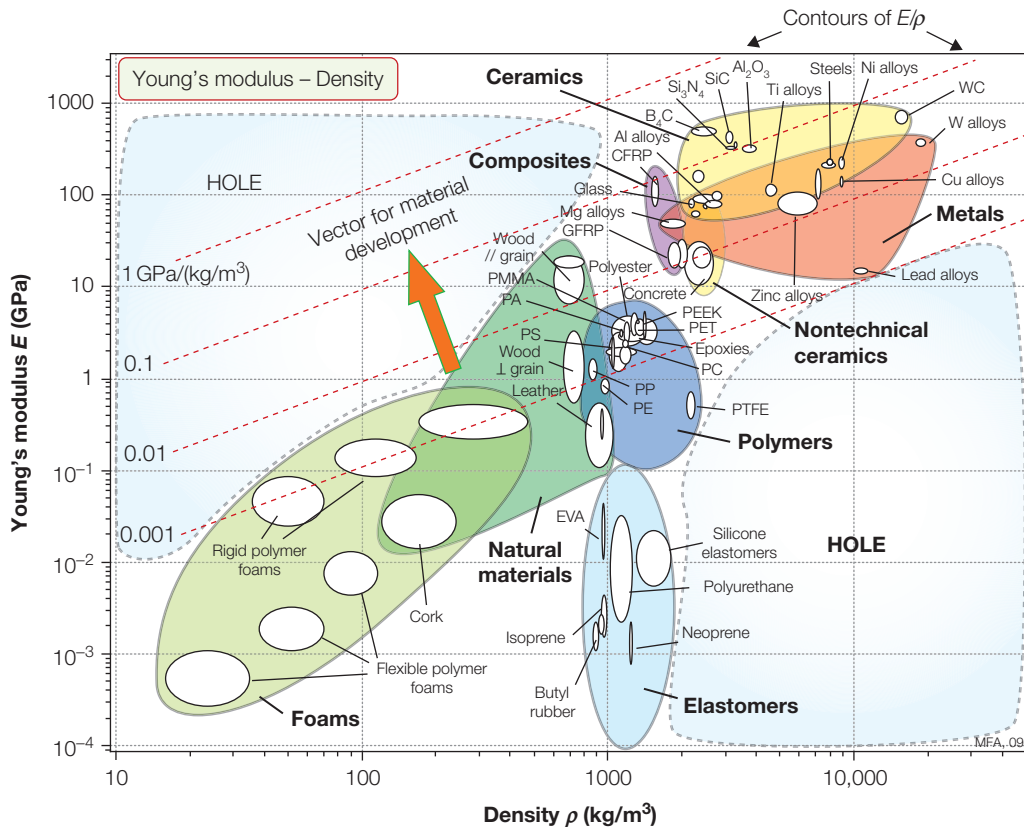 Contours of E/ρ
Young's modulus – Density
Ceramics
Al₂O₃
SiC
Si₃N₄
B₄C
Steels
Ni alloys
Ti alloys
WC
W alloys
Al alloys
CFRP
Composites
Glass
Mg alloys
GFRP
Cu alloys
Metals
Lead alloys
Zinc alloys
Nontechnical
ceramics
HOLE
Vector for material
development
Wood
// grain
Polyester
PMMA
Concrete
PA
PEEK
PET
PS
Epoxies
Wood
⊥ grain
PC
Leather
PP
PE
PTFE
Polymers
1 GPa/(kg/m³)
0.1
0.01
0.001
Rigid polymer
foams
Cork
Natural
materials
EVA
Silicone
elastomers
Polyurethane
HOLE
Isoprene
Neoprene
Flexible polymer
foams
Butyl
rubber
Foams
Elastomers
MFA, 09
1000
100
10
1
10⁻¹
10⁻²
10⁻³
10⁻⁴
Young's modulus E (GPa)
10
100
1000
10,000
Density ρ (kg/m³)